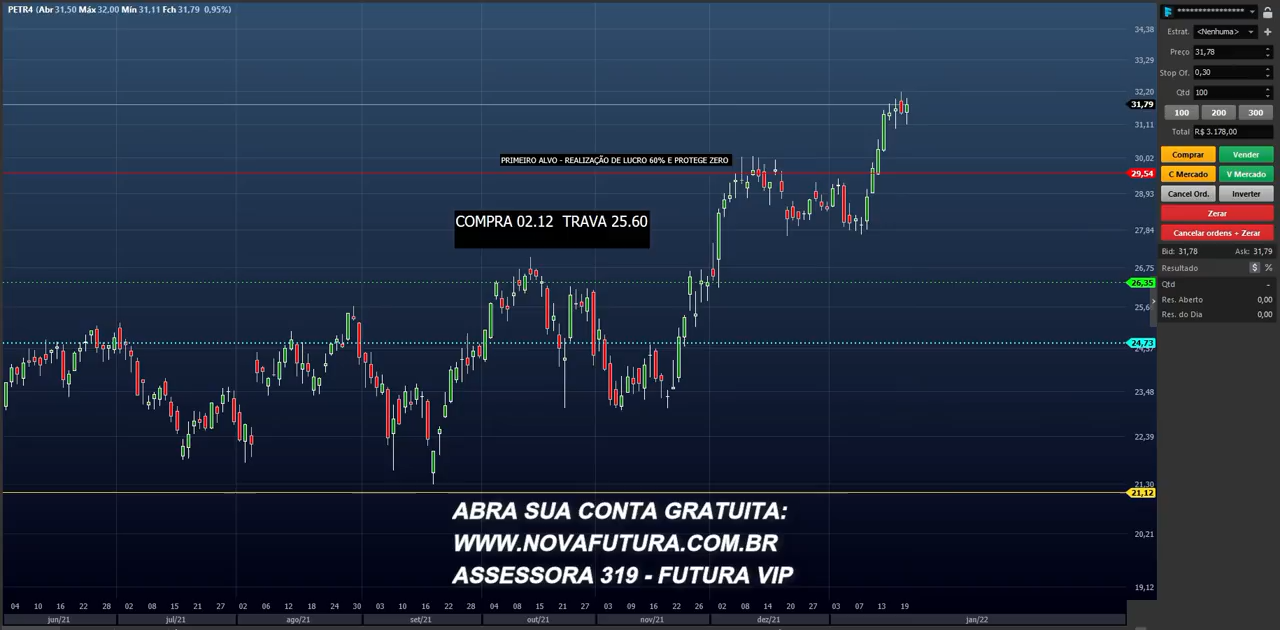 PETR4 (Abr 31,50 Máx 32,00 Mín 31,11 Fch 31,79 0,95%)
****************
Estrat. <Nenhuma>
Preço 31,78
Stop Of. 0,30
Qtd 100
100 200 300
Total R$ 3.178,00
Comprar Vender
C Mercado V Mercado
Cancel Ord. Inverter
Zerar
Cancelar ordens + Zerar
Bid: 31,78 Ask: 31,79
Resultado $ %
Qtd -
Res. Aberto 0,00
Res. do Dia 0,00
34,38
33,29
32,20
31,79
31,11
30,02
29,54
28,93
27,84
26,75
26,35
25,6
24,73
23,48
22,39
21,30
21,12
20,21
19,12
PRIMEIRO ALVO - REALIZAÇÃO DE LUCRO 60% E PROTEGE ZERO
COMPRA 02.12 TRAVA 25.60
ABRA SUA CONTA GRATUITA:
WWW.NOVAFUTURA.COM.BR
ASSESSORA 319 - FUTURA VIP
04 10 16 22 28 02 08 15 21 27 02 06 12 18 24 30 03 10 16 22 28 04 08 15 21 27 03 09 16 22 26 02 08 14 20 27 03 07 13 19
jun/21 jul/21 ago/21 set/21 out/21 nov/21 dez/21 jan/22